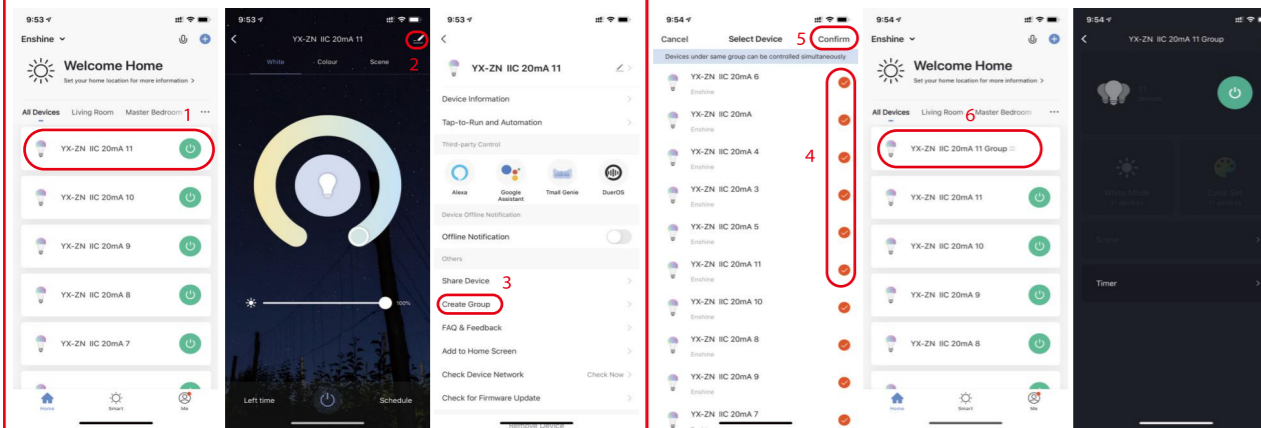 9:53
Enshine
Welcome Home
Set your home location for more information >
All Devices Living Room Master Bedroom ...
1
YX-ZN IIC 20mA 11
YX-ZN IIC 20mA 10
YX-ZN IIC 20mA 9
YX-ZN IIC 20mA 8
YX-ZN IIC 20mA 7
Home Smart Me
9:53
YX-ZN IIC 20mA 11
2
White Colour Scene
100%
Left time Schedule
9:53
YX-ZN IIC 20mA 11
Device Information
Tap-to-Run and Automation
Third-party Control
Alexa Google Assistant Tmall Genie DuerOS
Device Offline Notification
Offline Notification
Others
Share Device
3
Create Group
FAQ & Feedback
Add to Home Screen
Check Device Network Check Now >
Check for Firmware Update
Remove Device
9:54
Cancel Select Device 5 Confirm
Devices under same group can be controlled simultaneously
YX-ZN IIC 20mA 6
Enshine
YX-ZN IIC 20mA
Enshine
YX-ZN IIC 20mA 4
Enshine
4
YX-ZN IIC 20mA 3
Enshine
YX-ZN IIC 20mA 5
Enshine
YX-ZN IIC 20mA 11
Enshine
YX-ZN IIC 20mA 10
Enshine
YX-ZN IIC 20mA 8
Enshine
YX-ZN IIC 20mA 9
Enshine
YX-ZN IIC 20mA 7
9:54
Enshine
Welcome Home
Set your home location for more information >
All Devices Living Room Master Bedroom ...
6
YX-ZN IIC 20mA 11 Group
YX-ZN IIC 20mA 11
YX-ZN IIC 20mA 10
YX-ZN IIC 20mA 9
YX-ZN IIC 20mA 8
Home Smart Me
9:54
YX-ZN IIC 20mA 11 Group
11
devices
White Mode
11 devices
Scene
Timer